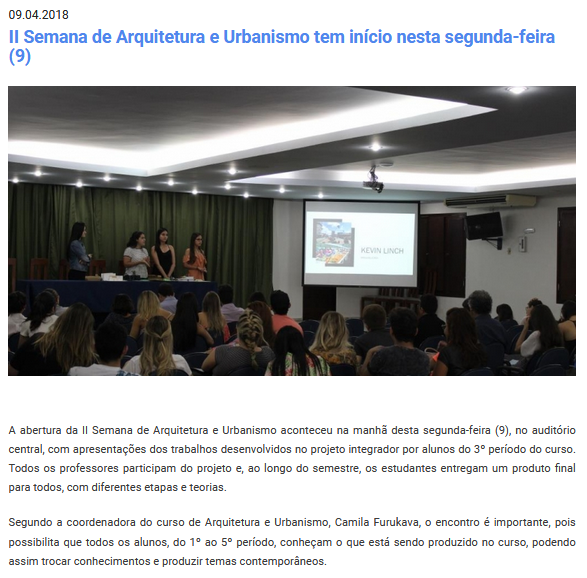 09.04.2018
II Semana de Arquitetura e Urbanismo tem início nesta segunda-feira
(9)
KEVIN LINCH
A abertura da II Semana de Arquitetura e Urbanismo aconteceu na manhã desta segunda-feira (9), no auditório
central, com apresentações dos trabalhos desenvolvidos no projeto integrador por alunos do 3º período do curso.
Todos os professores participam do projeto e, ao longo do semestre, os estudantes entregam um produto final
para todos, com diferentes etapas e teorias.
Segundo a coordenadora do curso de Arquitetura e Urbanismo, Camila Furukava, o encontro é importante, pois
possibilita que todos os alunos, do 1º ao 5º período, conheçam o que está sendo produzido no curso, podendo
assim trocar conhecimentos e produzir temas contemporâneos.